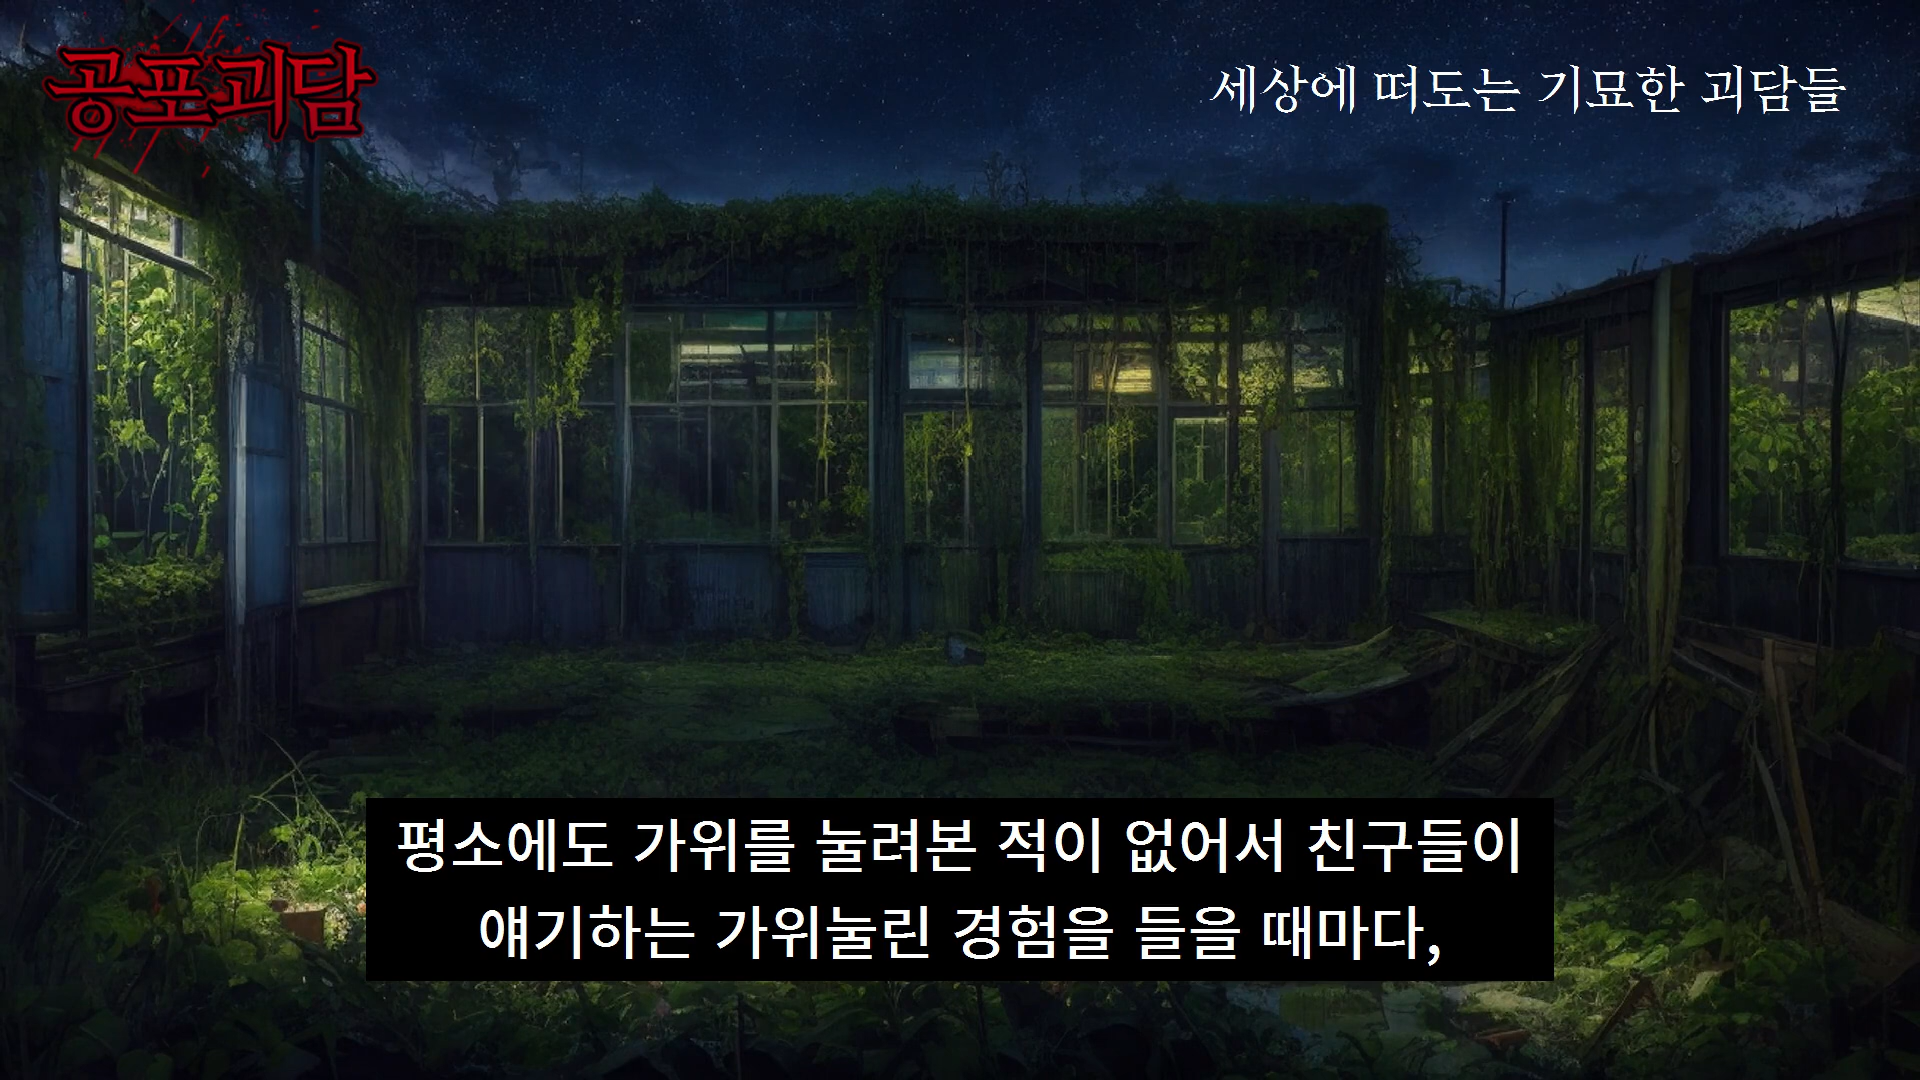 공포괴담
세상에 떠도는 기묘한 괴담들
평소에도 가위를 눌려본 적이 없어서 친구들이
얘기하는 가위눌린 경험을 들을 때마다,